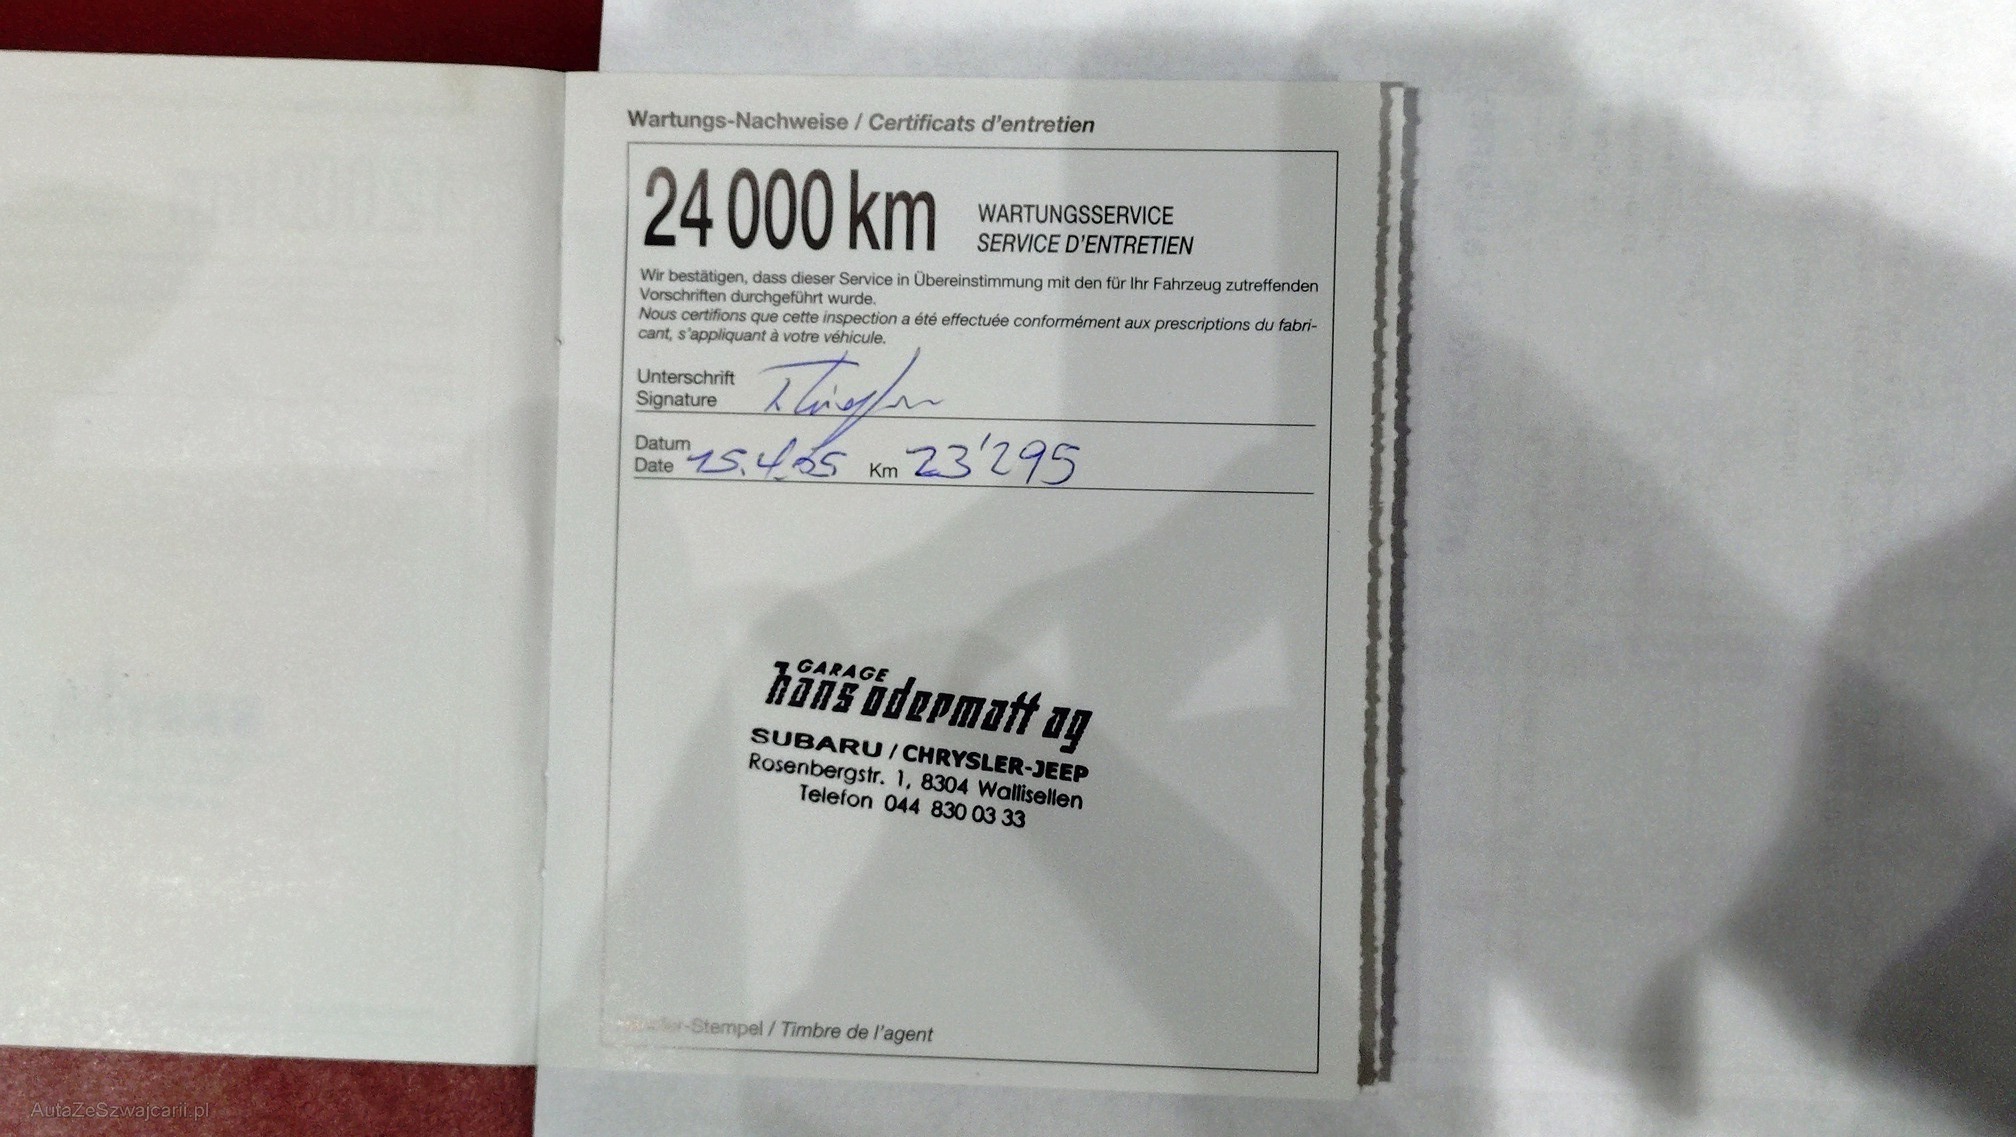 Wartungs-Nachweise / Certificats d'entretien
24 000 km
WARTUNGSSERVICE
SERVICE D'ENTRETIEN
Wir bestätigen, dass dieser Service in Übereinstimmung mit den für Ihr Fahrzeug zutreffenden
Vorschriften durchgeführt wurde.
Nous certifions que cette inspection a été effectuée conformément aux prescriptions du fabri-
cant, s'appliquant à votre véhicule.
Unterschrift
Signature
Datum
Date 15.4.05 Km 23'295
GARAGE
hans odermatt ag
SUBARU / CHRYSLER-JEEP
Rosenbergstr. 1, 8304 Wallisellen
Telefon 044 830 03 33
-Stempel / Timbre de l'agent
AutaZeSzwajcarii.pl